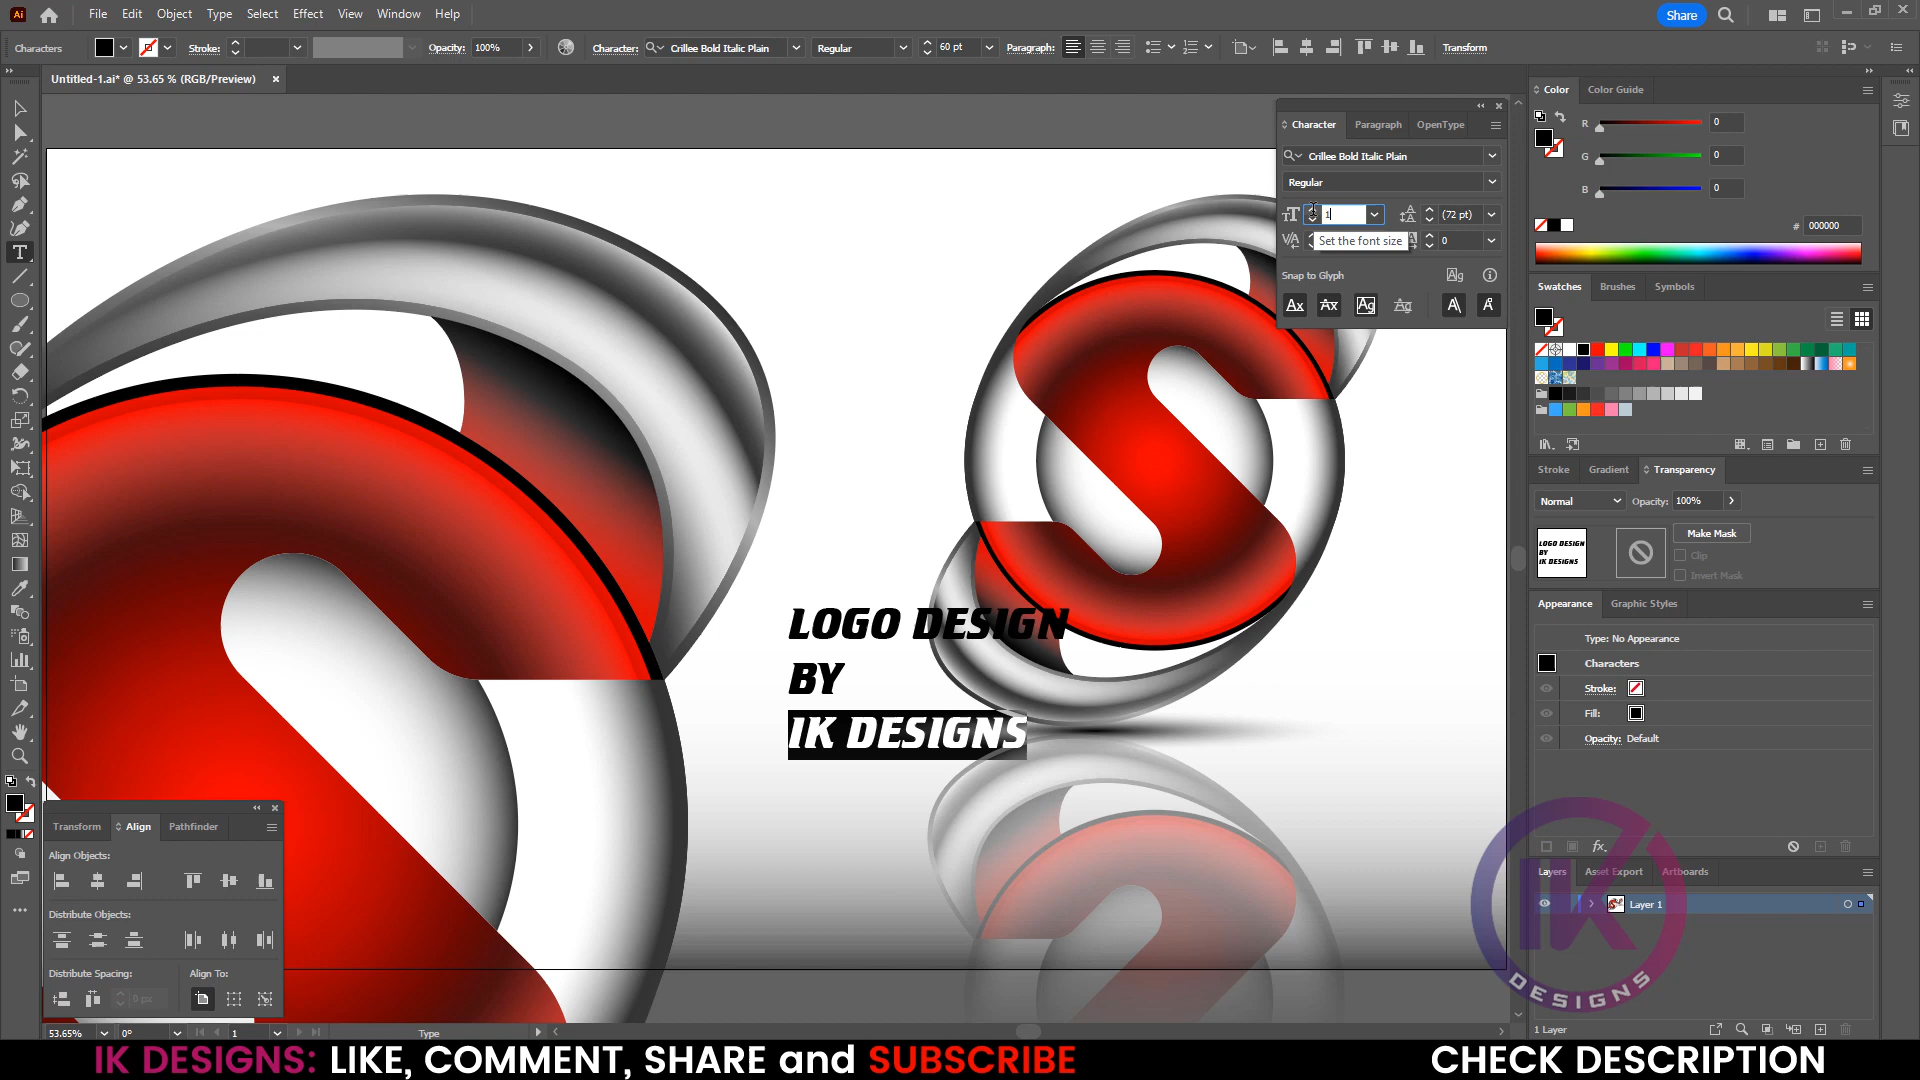 Ai File Edit Object Type Select Effect View Window Help Share
Characters Stroke: Opacity: 100% Character: Crillee Bold Italic Plain Regular 60 pt Paragraph: Transform
Untitled-1.ai* @ 53.65 % (RGB/Preview) ×
Character Paragraph OpenType
Crillee Bold Italic Plain
Regular
1 (72 pt)
Set the font size 0
Snap to Glyph
Color Color Guide
R 0
G 0
B 0
# 000000
Swatches Brushes Symbols
Stroke Gradient Transparency
Normal Opacity: 100%
LOGO DESIGN
BY
IK DESIGNS
Make Mask
Clip
Invert Mask
Appearance Graphic Styles
Type: No Appearance
Characters
Stroke:
Fill:
Opacity: Default
LOGO DESIGN
BY
IK DESIGNS
Transform Align Pathfinder
Align Objects:
Distribute Objects:
Distribute Spacing: Align To:
0 px
Layers Asset Export Artboards
Layer 1
IK
DESIGNS
1 Layer
53.65% 0° 1 Type
IK DESIGNS: LIKE, COMMENT, SHARE and SUBSCRIBE CHECK DESCRIPTION